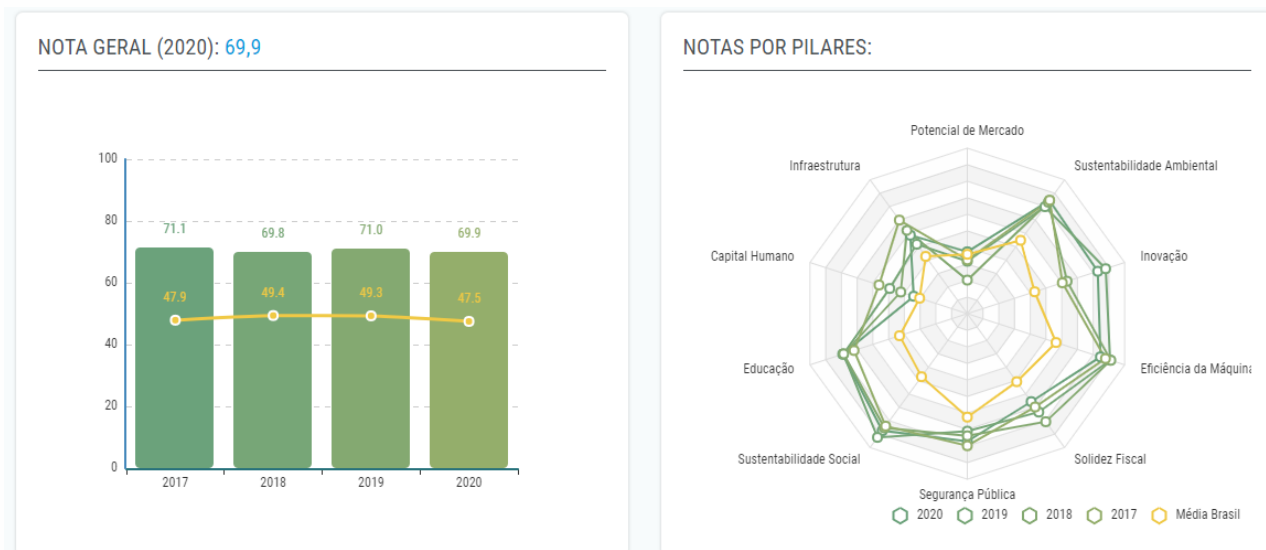 NOTA GERAL (2020): 69,9
100
80
60
40
20
0
71.1
69.8
71.0
69.9
47.9
49.4
49.3
47.5
2017
2018
2019
2020
NOTAS POR PILARES:
Potencial de Mercado
Infraestrutura
Sustentabilidade Ambiental
Capital Humano
Inovação
Educação
Eficiência da Máquina
Sustentabilidade Social
Solidez Fiscal
Segurança Pública
2020 2019 2018 2017 Média Brasil